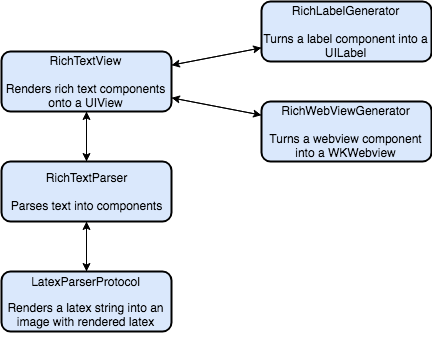 RichLabelGenerator
Turns a label component into a
UILabel
RichTextView
Renders rich text components
onto a UIView
RichWebViewGenerator
Turns a webview component
into a WKWebview
RichTextParser
Parses text into components
LatexParserProtocol
Renders a latex string into an
image with rendered latex